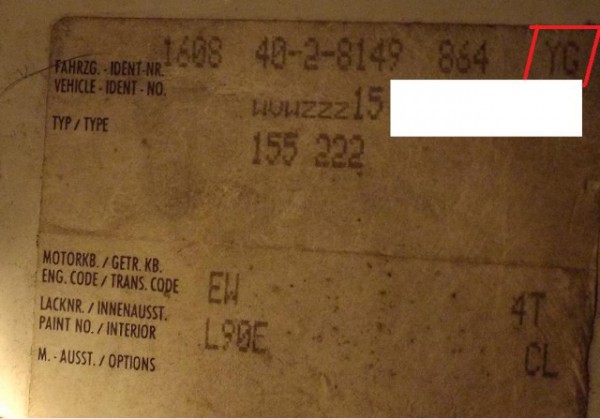 1608 40-2-8149 864 YG
FAHRZG. - IDENT-NR.
VEHICLE - IDENT - NO.
WVWZZZ15
TYP / TYPE
155 222
MOTORKB. / GETR. KB.
ENG. CODE / TRANS. CODE
EW 4T
LACKNR. / INNENAUSST.
PAINT NO. / INTERIOR
L90E CL
M. - AUSST. / OPTIONS